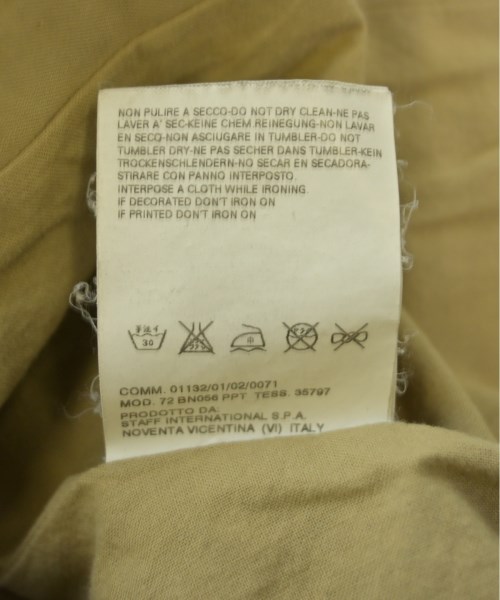 NON PULIRE A SECCO-DO NOT DRY CLEAN-NE PAS
LAVER A' SEC-KEINE CHEM REINEGUNG-NON LAVAR
EN SECO-NON ASCIUGARE IN TUMBLER-DO NOT
TUMBLER DRY-NE PAS SECHER DANS TUMBLER-KEIN
TROCKENSCHLENDERN-NO SECAR EN SECADORA-
STIRARE CON PANNO INTERPOSTO.
INTERPOSE A CLOTH WHILE IRONING.
IF DECORATED DON'T IRON ON
IF PRINTED DON'T IRON ON
手洗イ
30
COMM. 01132/01/02/0071
MOD. 72 BN056 PPT TESS. 35797
PRODOTTO DA:
STAFF INTERNATIONAL S.P.A.
NOVENTA VICENTINA (VI) ITALY